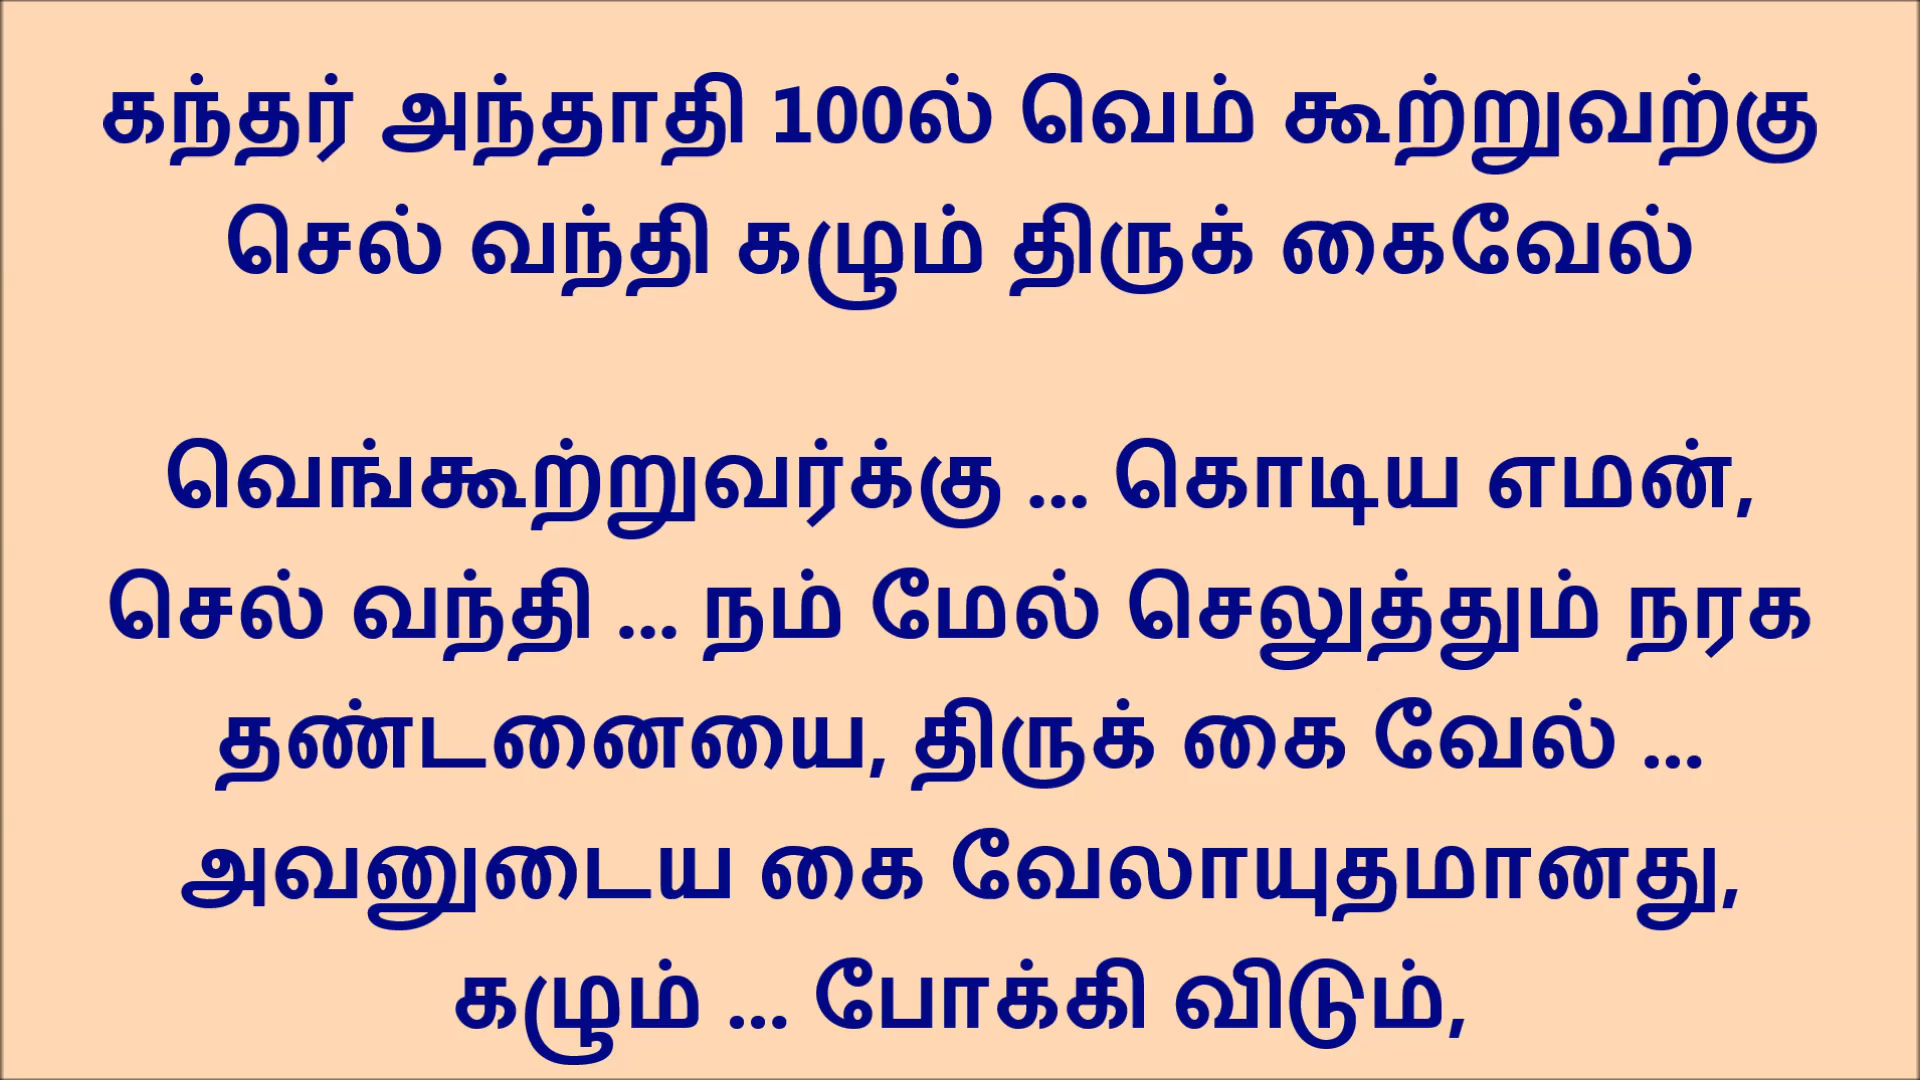 கந்தர் அந்தாதி 100ல் வெம் கூற்றுவற்கு
செல் வந்தி கழும் திருக் கைவேல்
வெங்கூற்றுவர்க்கு ... கொடிய எமன்,
செல் வந்தி ... நம் மேல் செலுத்தும் நரக
தண்டனையை, திருக் கை வேல் ...
அவனுடைய கை வேலாயுதமானது,
கழும் ... போக்கி விடும்,